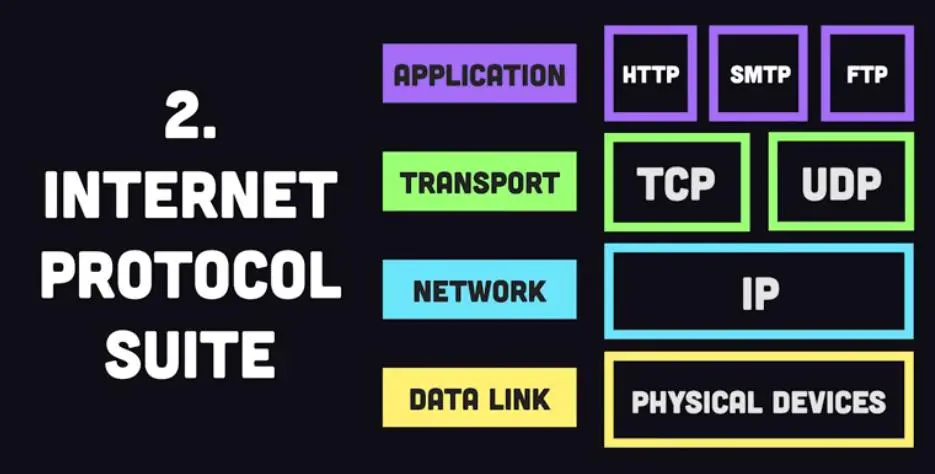 2.
INTERNET
PROTOCOL
SUITE
APPLICATION
HTTP
SMTP
FTP
TRANSPORT
TCP
UDP
NETWORK
IP
DATA LINK
PHYSICAL DEVICES